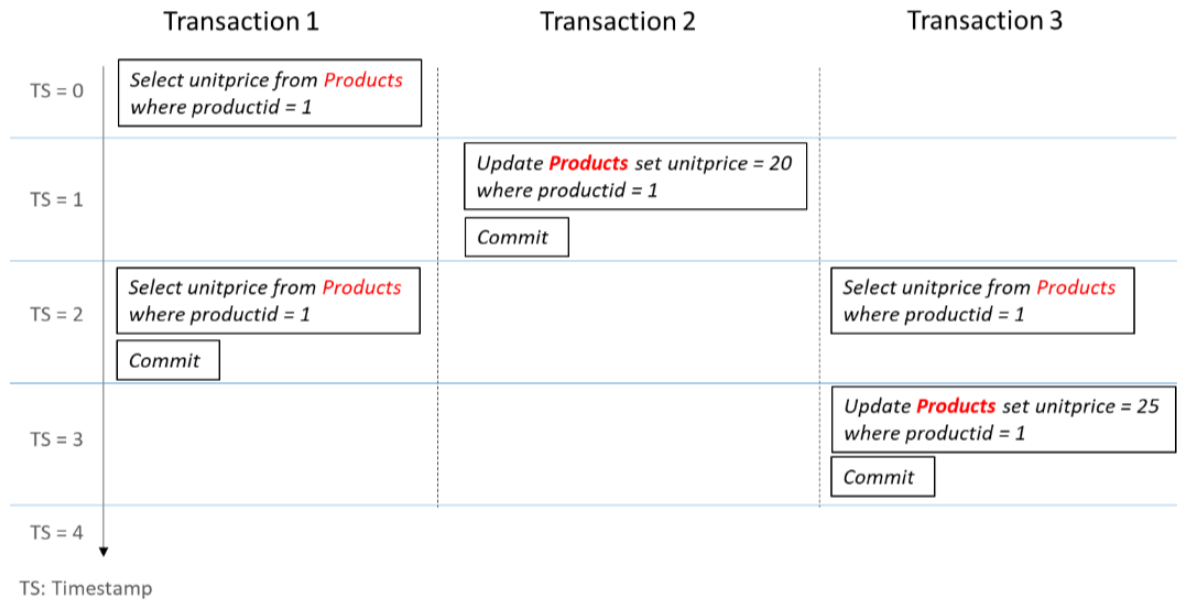 Transaction 1
Transaction 2
Transaction 3
TS = 0
Select unitprice from Products
where productid = 1
TS = 1
Update Products set unitprice = 20
where productid = 1
Commit
TS = 2
Select unitprice from Products
where productid = 1
Commit
Select unitprice from Products
where productid = 1
TS = 3
Update Products set unitprice = 25
where productid = 1
Commit
TS = 4
TS: Timestamp